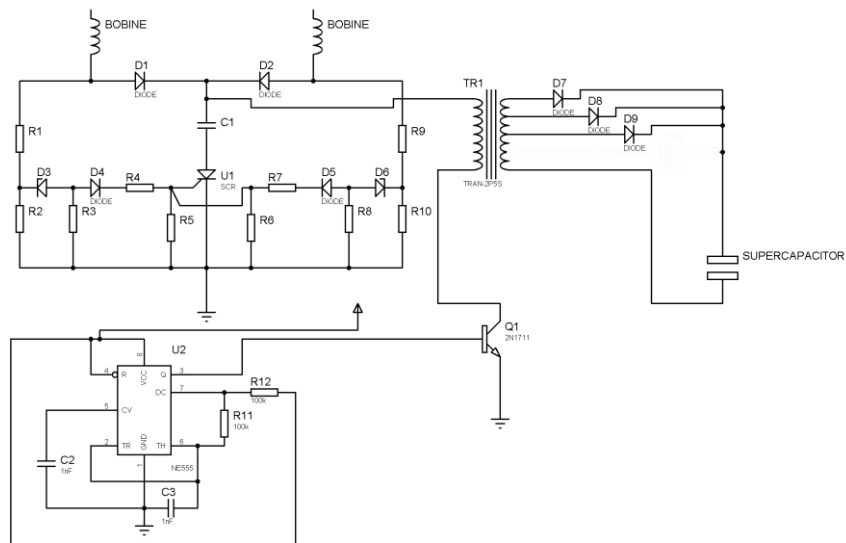 BOBINE
BOBINE
D1
DIODE
D2
DIODE
TR1
TRAN-2P5S
D7
DIODE
D8
DIODE
D9
DIODE
C1
R1
R9
U1
SCR
D3
D4
DIODE
R4
R7
D5
DIODE
D6
R2
R3
R5
R6
R8
R10
SUPERCAPACITOR
Q1
2N1711
U2
NE555
4
R
8
VCC
Q
3
DC
7
5
CV
2
TR
GND
1
TH
6
R12
100k
R11
100k
C2
1nF
C3
1nF